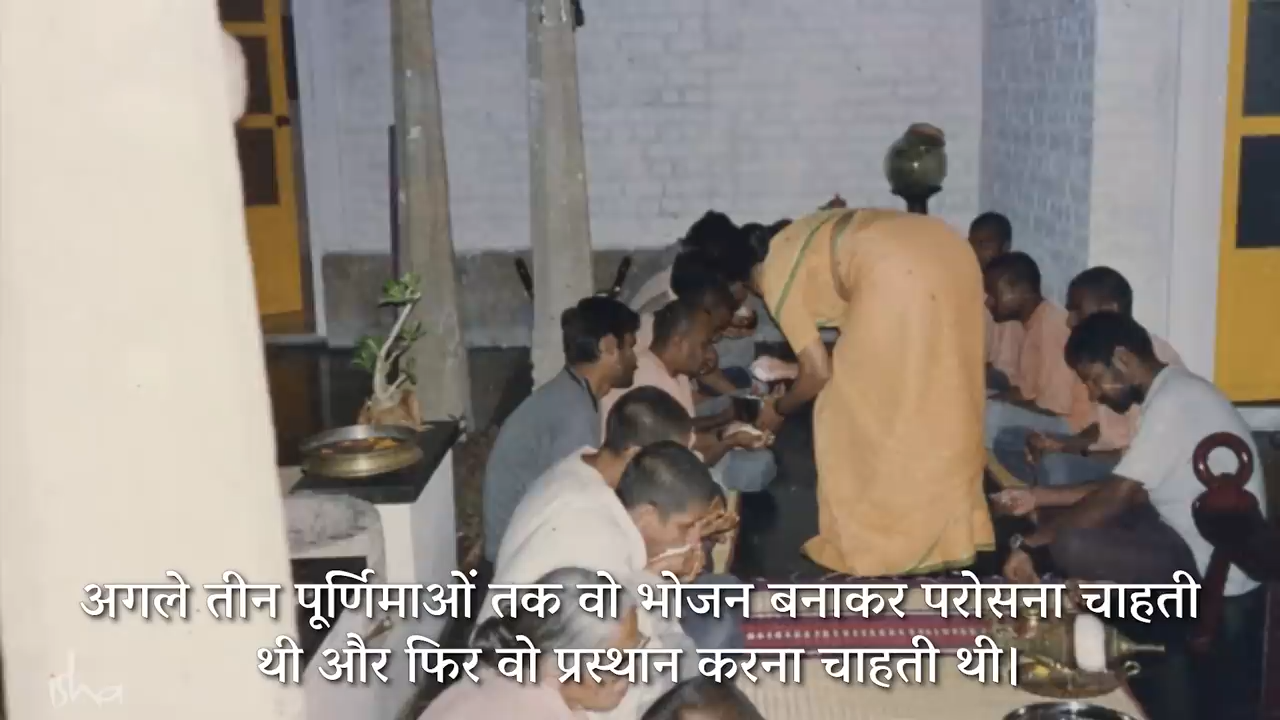 अगले तीन पूर्णिमाओं तक वो भोजन बनाकर परोसना चाहती
थी और फिर वो प्रस्थान करना चाहती थी।
isha